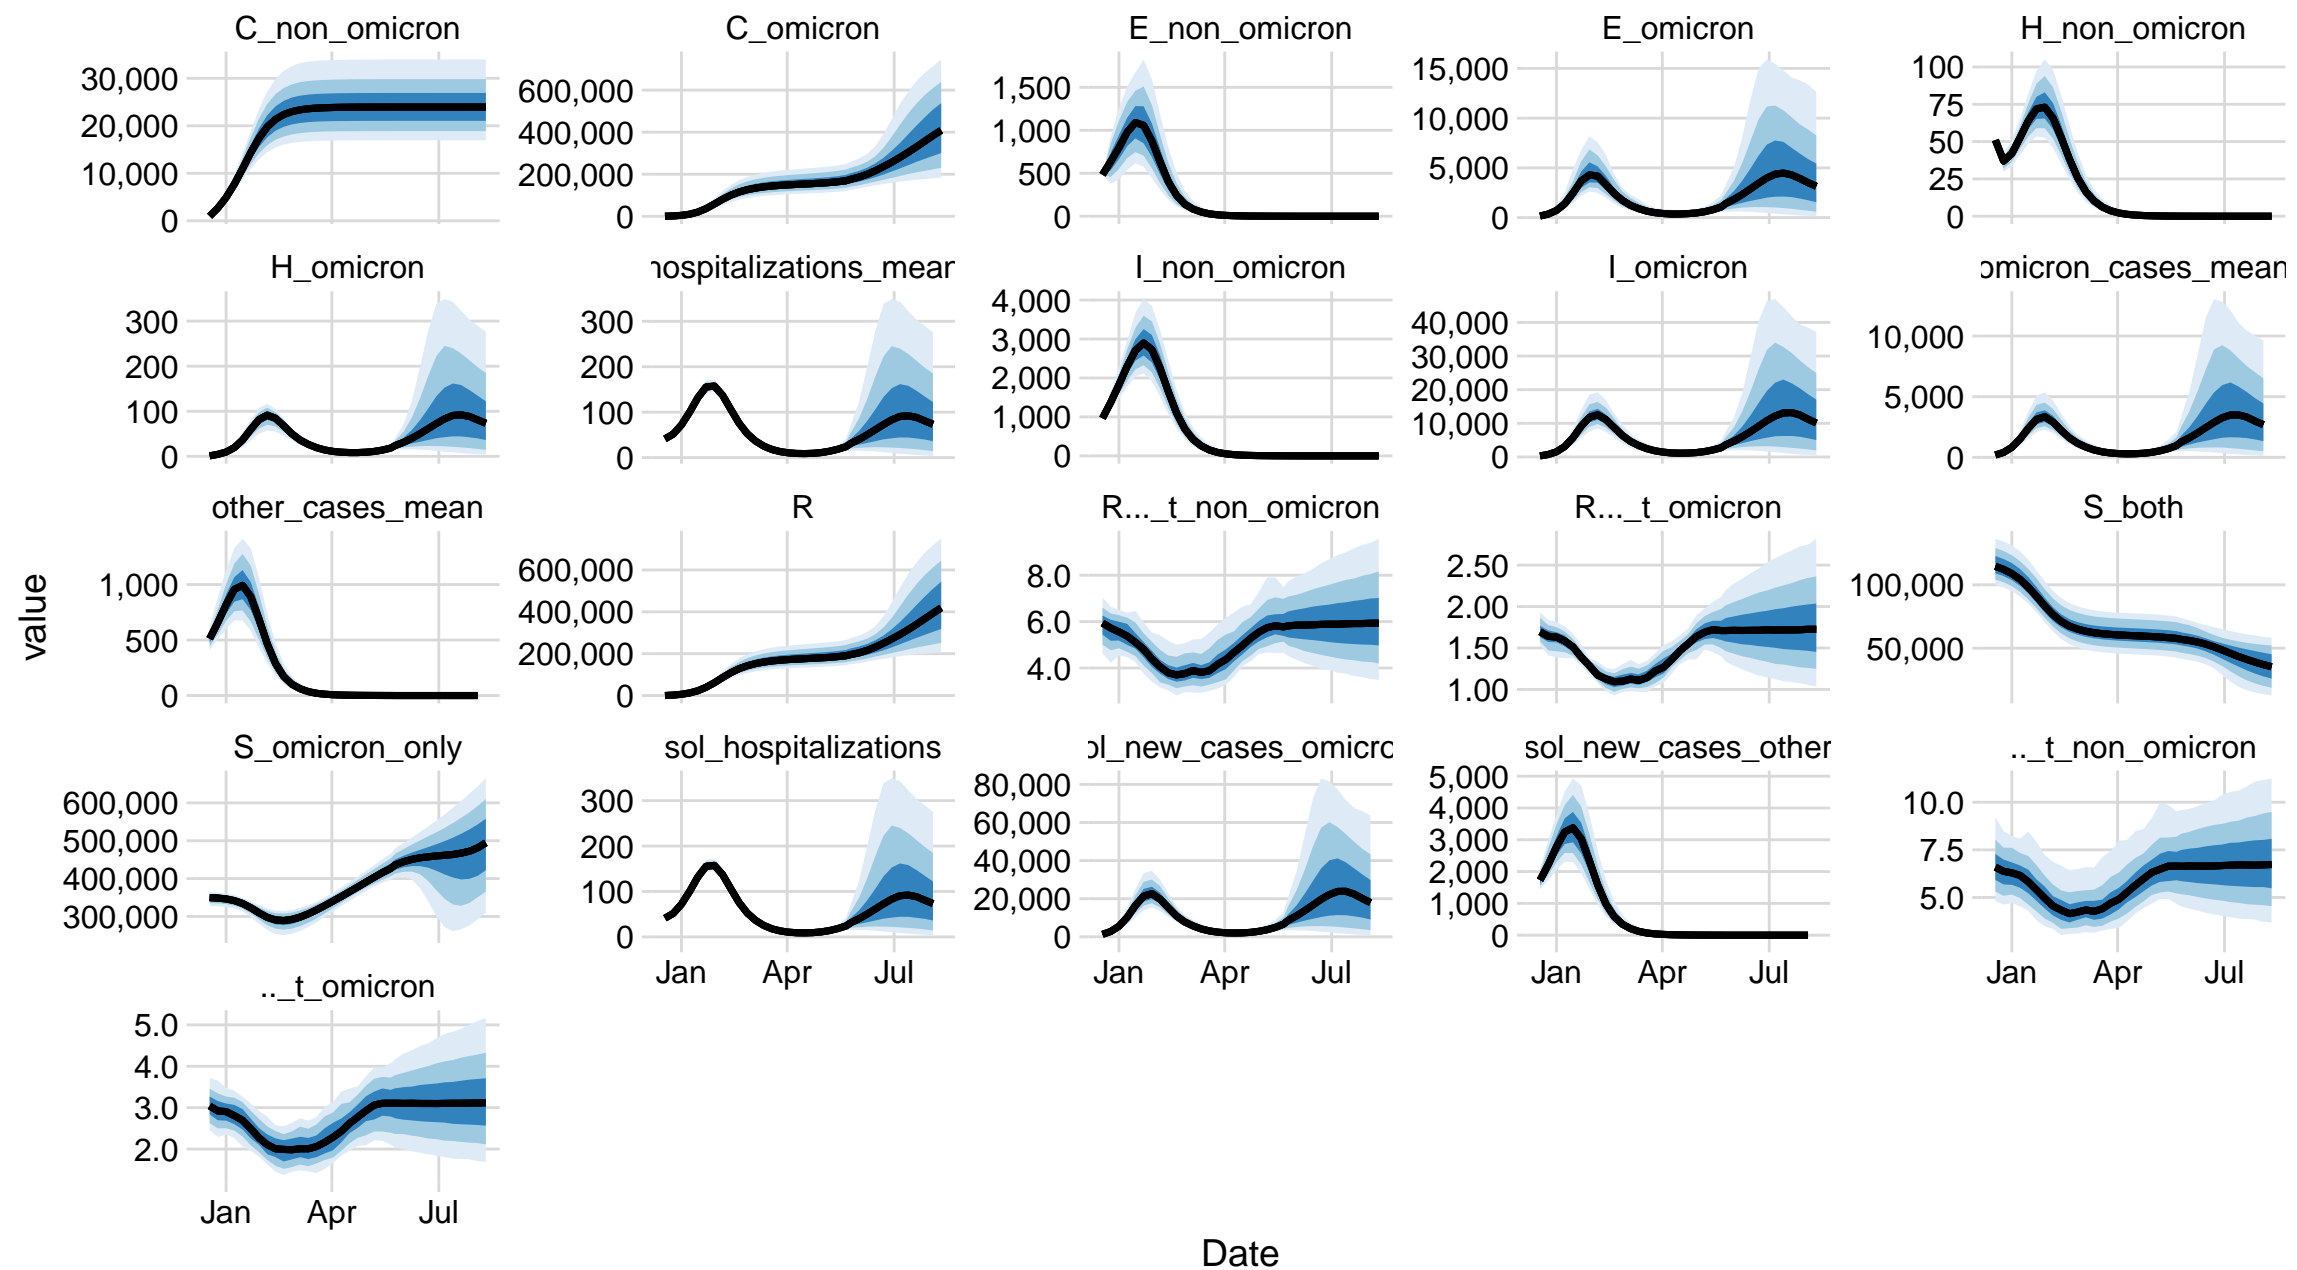 C_non_omicron C_omicron E_non_omicron E_omicron H_non_omicron
30,000 20,000 10,000 0
600,000 400,000 200,000 0
1,500 1,000 500 0
15,000 10,000 5,000 0
100 75 50 25 0
H_omicron hospitalizations_mean I_non_omicron I_omicron omicron_cases_mean
300 200 100 0
300 200 100 0
4,000 3,000 2,000 1,000 0
40,000 30,000 20,000 10,000 0
10,000 5,000 0
other_cases_mean R R..._t_non_omicron R..._t_omicron S_both
1,000 500 0
600,000 400,000 200,000 0
8.0 6.0 4.0
2.50 2.00 1.50 1.00
100,000 50,000
value
S_omicron_only sol_hospitalizations ol_new_cases_omicro sol_new_cases_other .._t_non_omicron
600,000 500,000 400,000 300,000
300 200 100 0
80,000 60,000 40,000 20,000 0
5,000 4,000 3,000 2,000 1,000 0
10.0 7.5 5.0
Jan Apr Jul Jan Apr Jul Jan Apr Jul Jan Apr Jul
.._t_omicron
5.0 4.0 3.0 2.0
Jan Apr Jul
Date